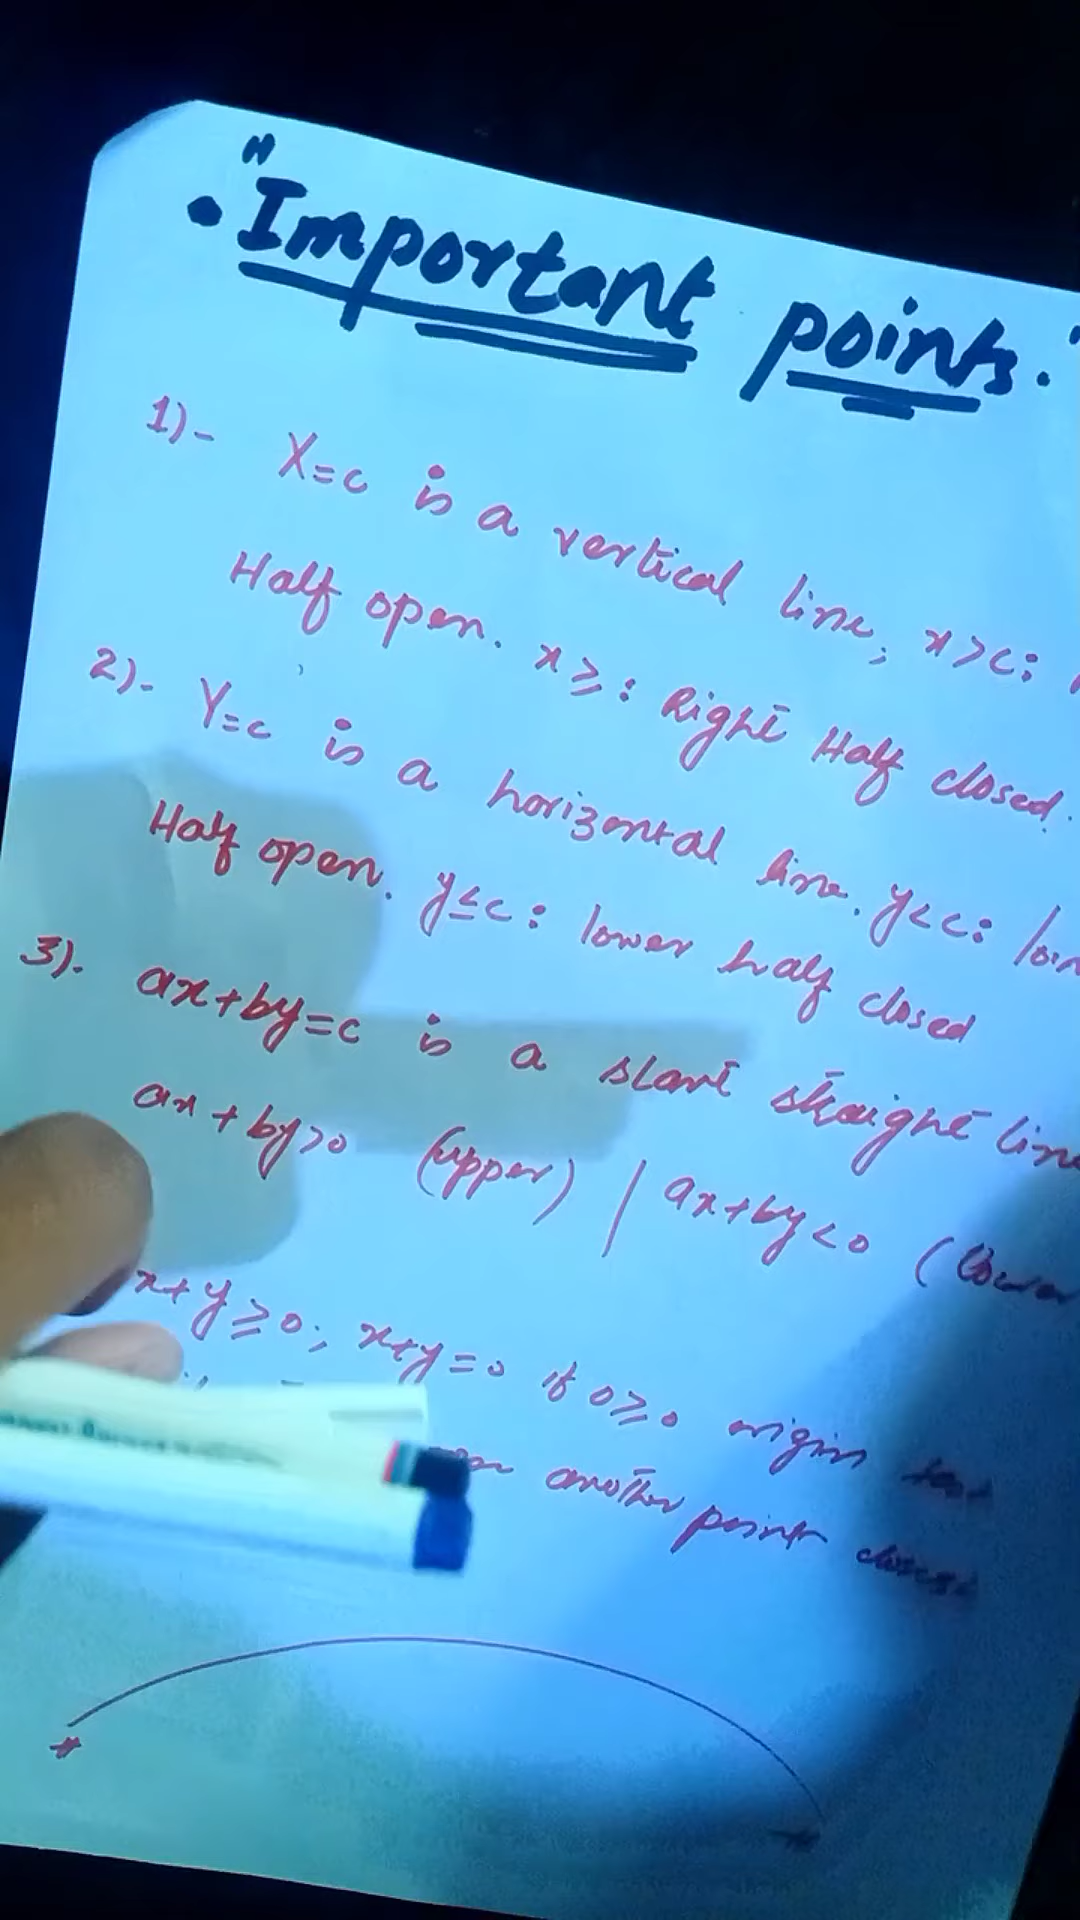 "Important points."
1)- X=c is a vertical line, x>c:
Half open. x≥: Right Half closed.
2)- Y=c is a horizontal line. y<c:
Half open. y≤c: lower half closed
3). ax+by=c is a slant straight line
ax+by>0 (upper) | ax+by<0 (lower
x+y≥0; x+y=0 if 0≥0 origin test
another point